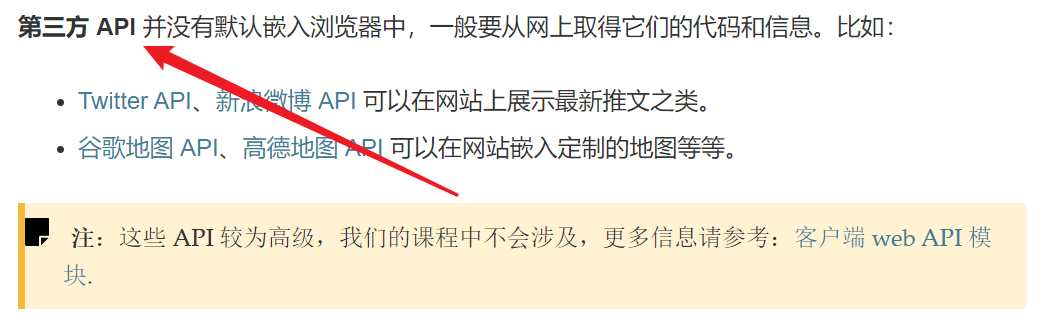 第三方 API 并没有默认嵌入浏览器中，一般要从网上取得它们的代码和信息。比如：
Twitter API、新浪微博 API 可以在网站上展示最新推文之类。
谷歌地图 API、高德地图 API 可以在网站嵌入定制的地图等等。
注：这些 API 较为高级，我们的课程中不会涉及，更多信息请参考：客户端 web API 模
块.